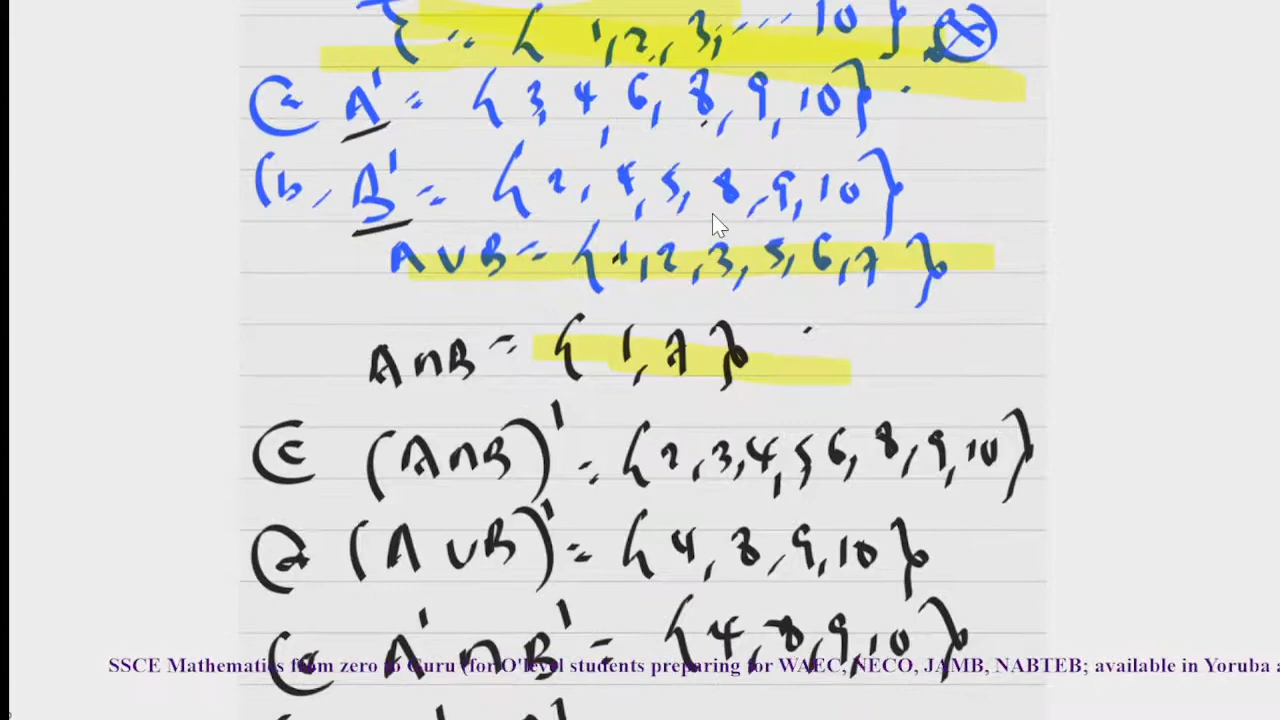 ξ = { 1, 2, 3, ... 10 }
(a A' = { 3, 4, 6, 8, 9, 10 }
(b, B' = { 2, 4, 5, 8, 9, 10 }
A ∪ B = { 1, 2, 3, 5, 6, 7 }
A ∩ B = { 1, 7 }
(c (A ∩ B)' = { 2, 3, 4, 5, 6, 8, 9, 10 }
(d (A ∪ B)' = { 4, 8, 9, 10 }
(e A' ∩ B' = { 4, 8, 9, 10 }
SSCE Mathematics from zero to Guru (for O'level students preparing for WAEC, NECO, JAMB, NABTEB; available in Yoruba a